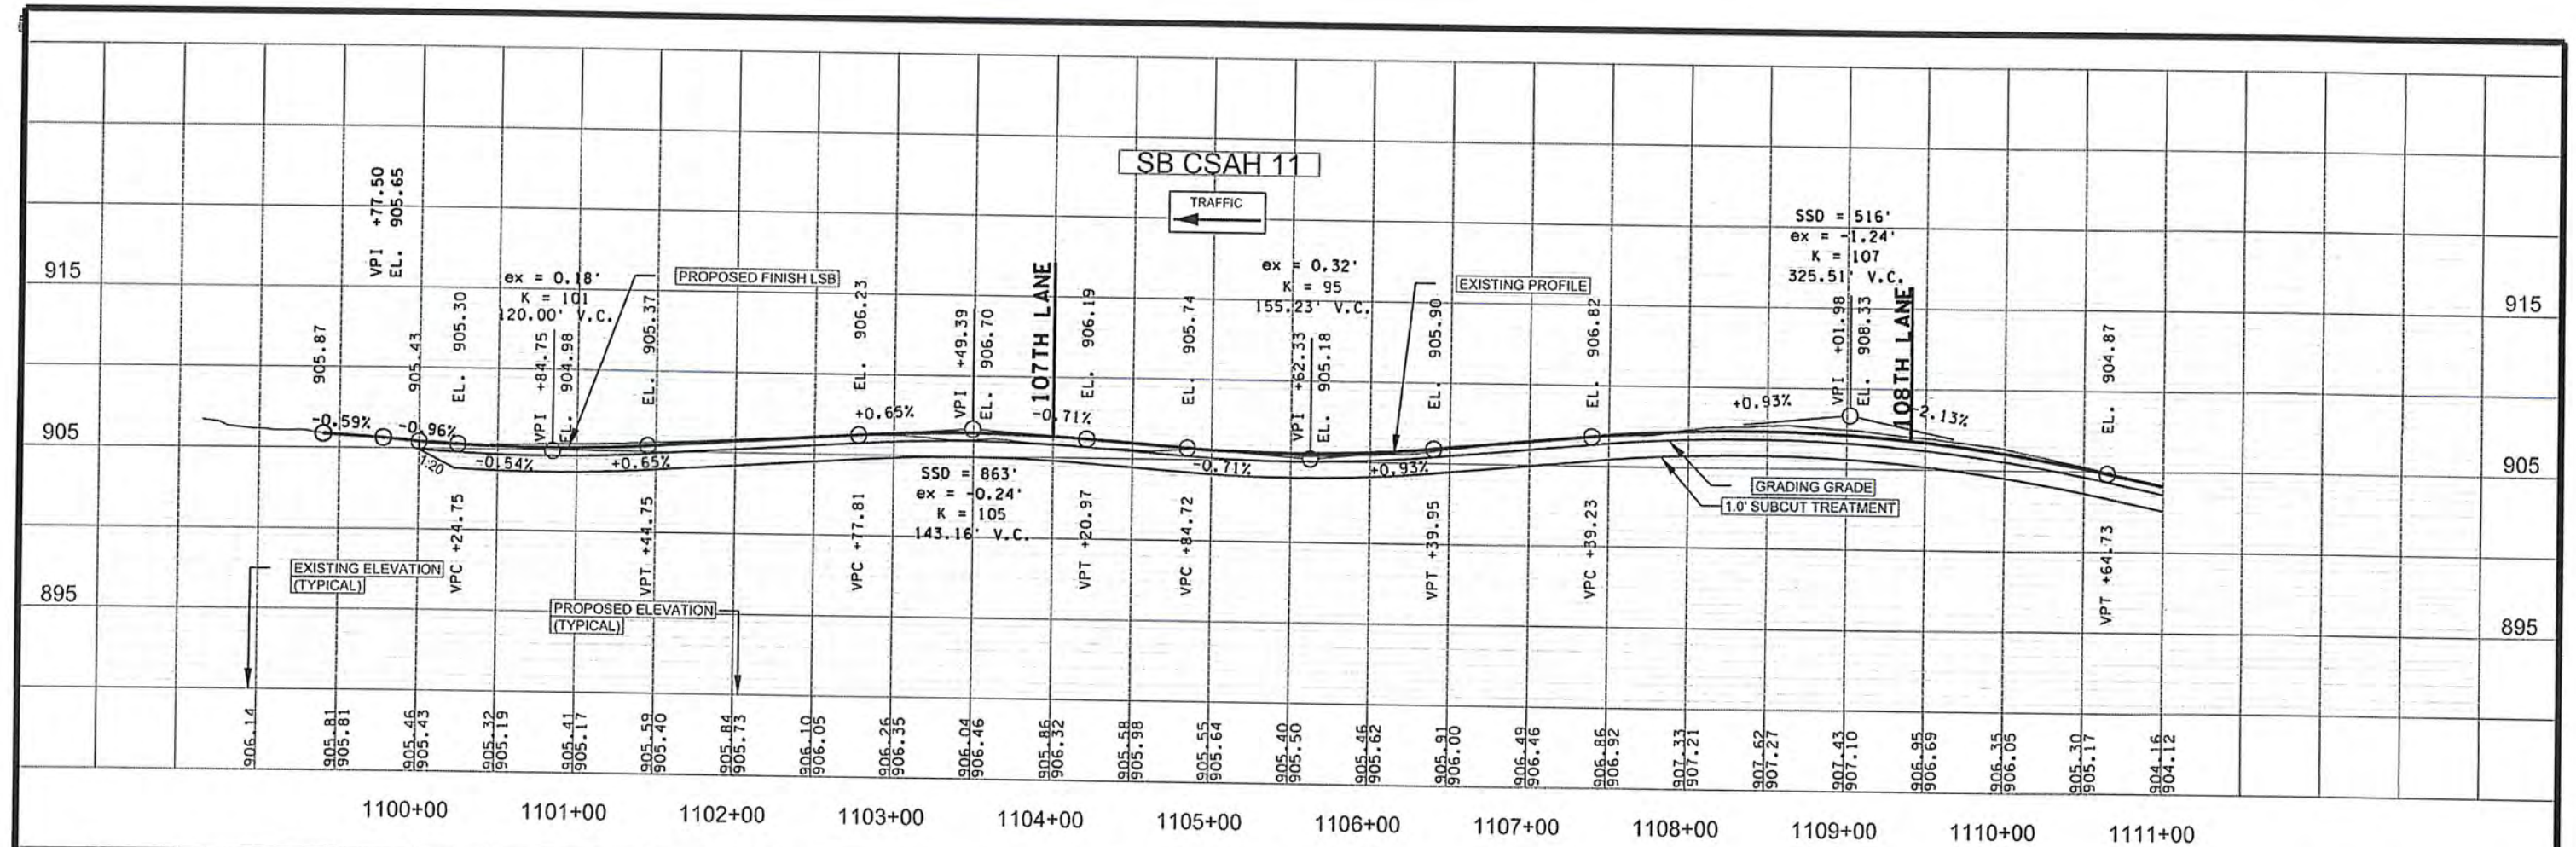 SB CSAH 11
TRAFFIC
915
905
895
915
905
895
905.87
VPI +77.50
EL. 905.65
905.43
EL. 905.30
ex = 0.18'
K = 101
120.00' V.C.
VPI +84.75
EL. 904.98
PROPOSED FINISH LSB
EL. 905.37
EL. 906.23
VPI +49.39
EL. 906.70
107TH LANE
EL. 906.19
EL. 905.74
ex = 0.32'
K = 95
155.23' V.C.
VPI +62.33
EL. 905.18
EXISTING PROFILE
EL. 905.90
EL. 906.82
SSD = 516'
ex = -1.24'
K = 107
325.51' V.C.
VPI +01.98
EL. 908.33
108TH LANE
EL. 904.87
-0.59%
-0.96%
1:20
-0.54%
+0.65%
+0.65%
-0.71%
-0.71%
+0.93%
+0.93%
-2.13%
SSD = 863'
ex = -0.24'
K = 105
143.16' V.C.
GRADING GRADE
1.0' SUBCUT TREATMENT
VPC +24.75
VPT +44.75
VPC +77.81
VPT +20.97
VPC +84.72
VPT +39.95
VPC +39.23
VPT +64.73
EXISTING ELEVATION
(TYPICAL)
PROPOSED ELEVATION
(TYPICAL)
906.14
905.81
905.81
905.46
905.43
905.32
905.19
905.41
905.17
905.59
905.40
905.84
905.73
906.10
906.05
906.26
906.35
906.04
906.46
905.86
906.32
905.58
905.98
905.55
905.64
905.40
905.50
905.46
905.62
905.91
906.00
906.49
906.46
906.86
906.92
907.33
907.21
907.62
907.27
907.43
907.10
906.95
906.69
906.35
906.05
905.30
905.17
904.16
904.12
1100+00
1101+00
1102+00
1103+00
1104+00
1105+00
1106+00
1107+00
1108+00
1109+00
1110+00
1111+00